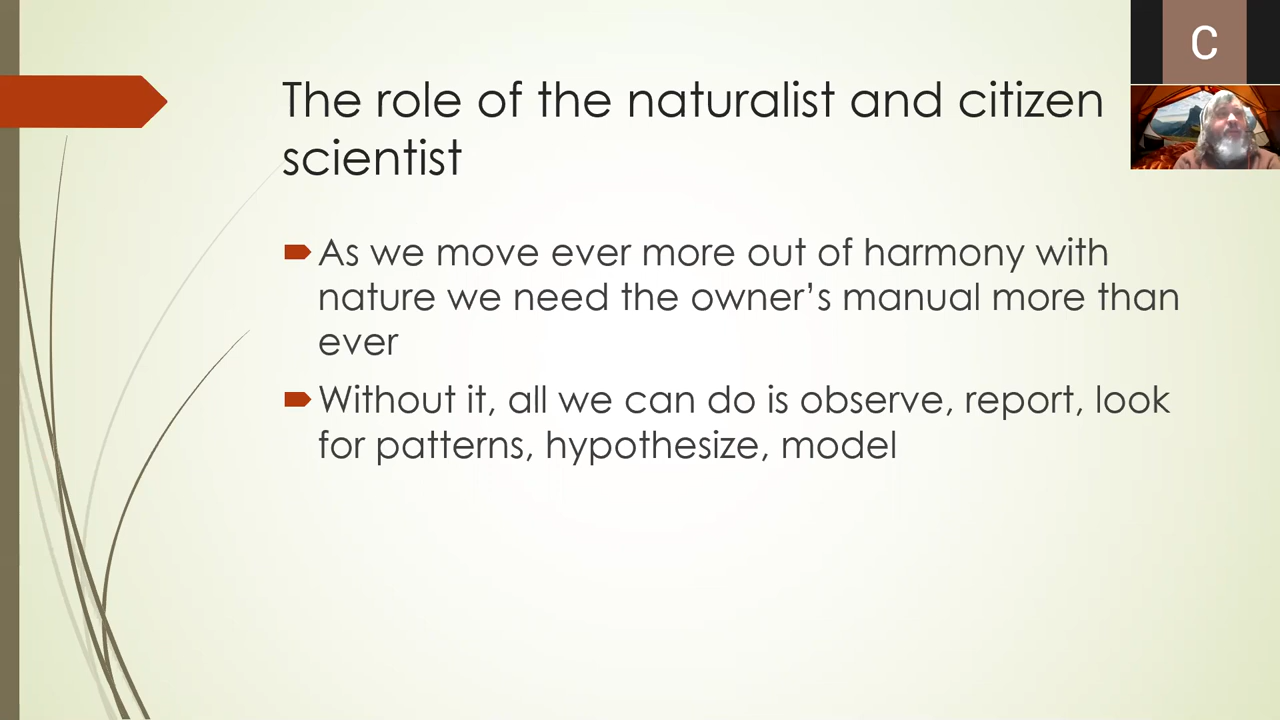 The role of the naturalist and citizen
scientist
As we move ever more out of harmony with
nature we need the owner’s manual more than
ever
Without it, all we can do is observe, report, look
for patterns, hypothesize, model
C